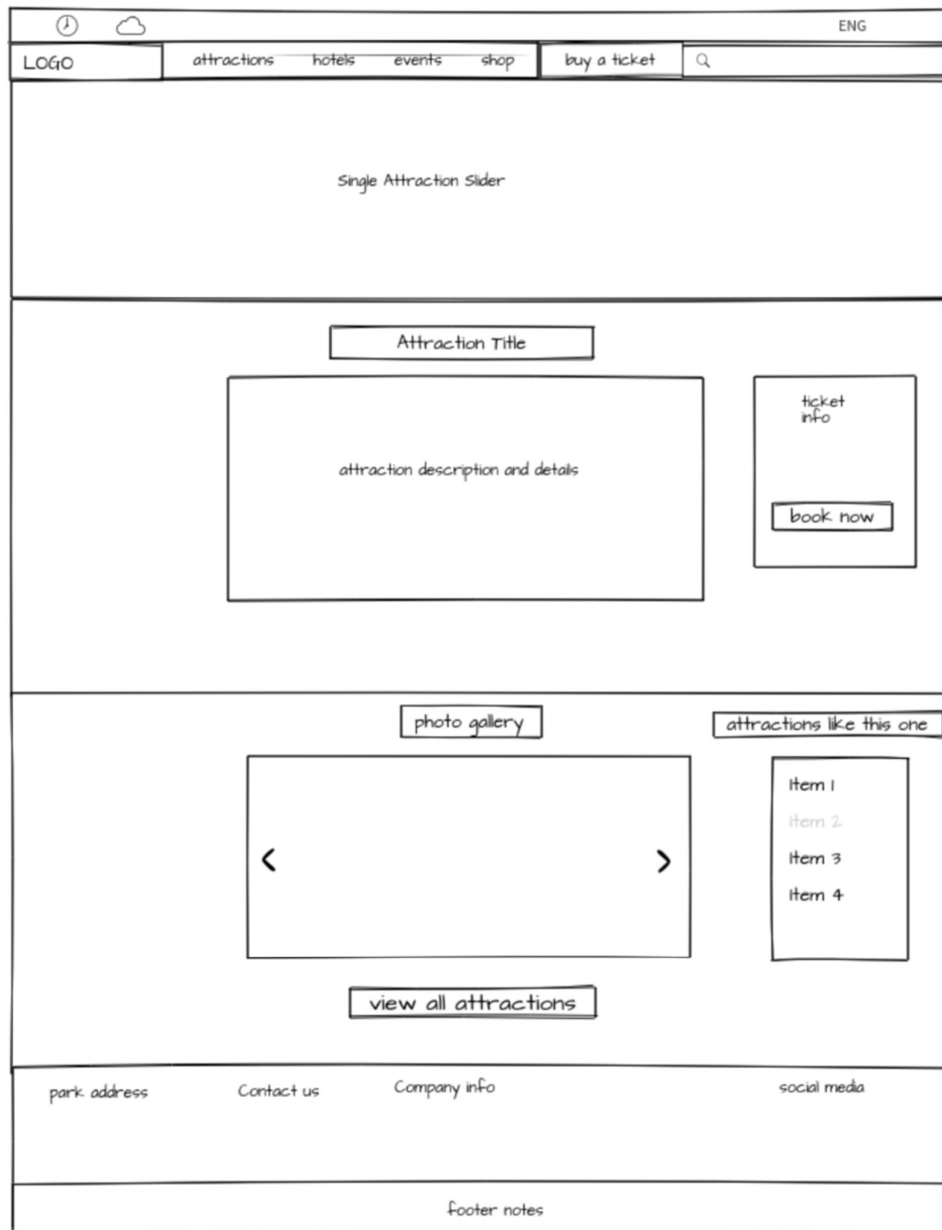 ENG
LOGO
attractions hotels events shop buy a ticket
Single Attraction Slider
Attraction Title
ticket
info
attraction description and details
book now
photo gallery
attractions like this one
Item 1
Item 2
Item 3
Item 4
view all attractions
park address Contact us Company info social media
footer notes